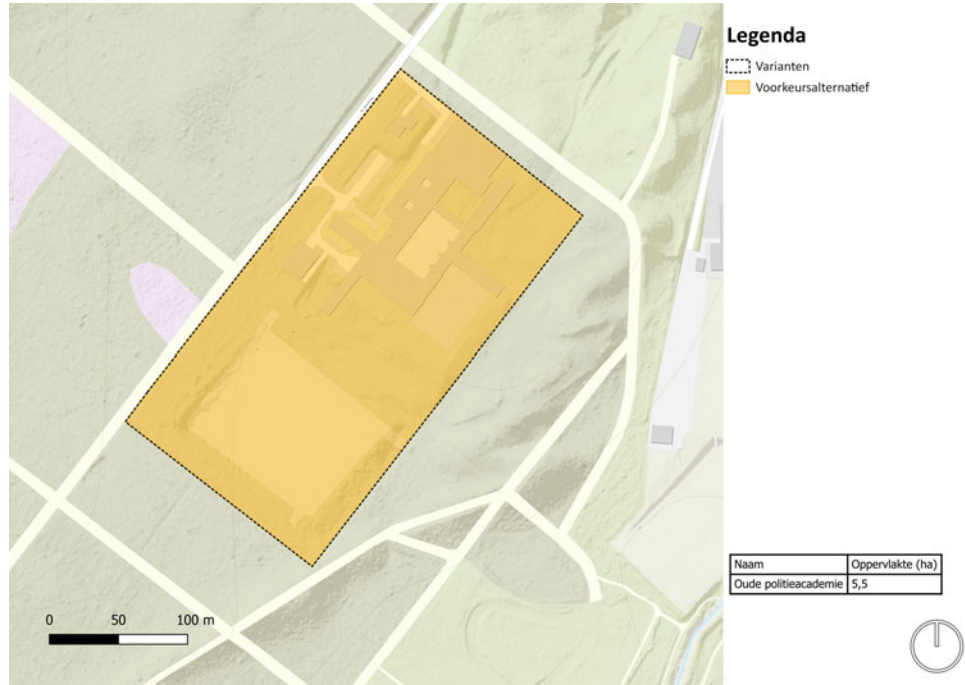 Legenda
Varianten
Voorkeursalternatief
Naam Oppervlakte (ha)
Oude politieacademie 5,5
0 50 100 m